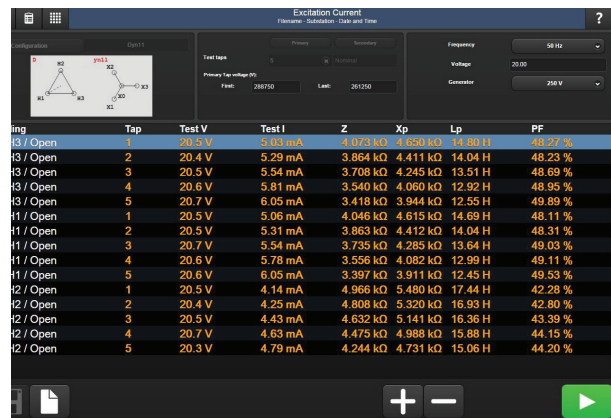 Excitation Current
Filename - Substation - Date and Time
?
Configuration Dyn11
D yn11
H2 X2
H1 H3 X0 X3
X1
Primary Secondary
Test taps 5 Nominal
Primary Tap voltage (V):
First: 288750 Last: 261250
Frequency 50 Hz
Voltage 20.00
Generator 250 V
ing Tap Test V Test I Z Xp Lp PF
H3 / Open 1 20.5 V 5.03 mA 4.073 kΩ 4.650 kΩ 14.80 H 48.27 %
H3 / Open 2 20.4 V 5.29 mA 3.864 kΩ 4.411 kΩ 14.04 H 48.23 %
H3 / Open 3 20.5 V 5.54 mA 3.708 kΩ 4.245 kΩ 13.51 H 48.69 %
H3 / Open 4 20.6 V 5.81 mA 3.540 kΩ 4.060 kΩ 12.92 H 48.95 %
H3 / Open 5 20.7 V 6.05 mA 3.418 kΩ 3.944 kΩ 12.55 H 49.89 %
H1 / Open 1 20.5 V 5.06 mA 4.046 kΩ 4.615 kΩ 14.69 H 48.11 %
H1 / Open 2 20.5 V 5.31 mA 3.863 kΩ 4.412 kΩ 14.04 H 48.31 %
H1 / Open 3 20.7 V 5.54 mA 3.735 kΩ 4.285 kΩ 13.64 H 49.03 %
H1 / Open 4 20.6 V 5.78 mA 3.556 kΩ 4.082 kΩ 12.99 H 49.11 %
H1 / Open 5 20.6 V 6.05 mA 3.397 kΩ 3.911 kΩ 12.45 H 49.53 %
H2 / Open 1 20.5 V 4.14 mA 4.966 kΩ 5.480 kΩ 17.44 H 42.28 %
H2 / Open 2 20.4 V 4.25 mA 4.808 kΩ 5.320 kΩ 16.93 H 42.80 %
H2 / Open 3 20.5 V 4.43 mA 4.632 kΩ 5.141 kΩ 16.36 H 43.39 %
H2 / Open 4 20.7 V 4.63 mA 4.475 kΩ 4.988 kΩ 15.88 H 44.15 %
H2 / Open 5 20.3 V 4.79 mA 4.244 kΩ 4.731 kΩ 15.06 H 44.20 %